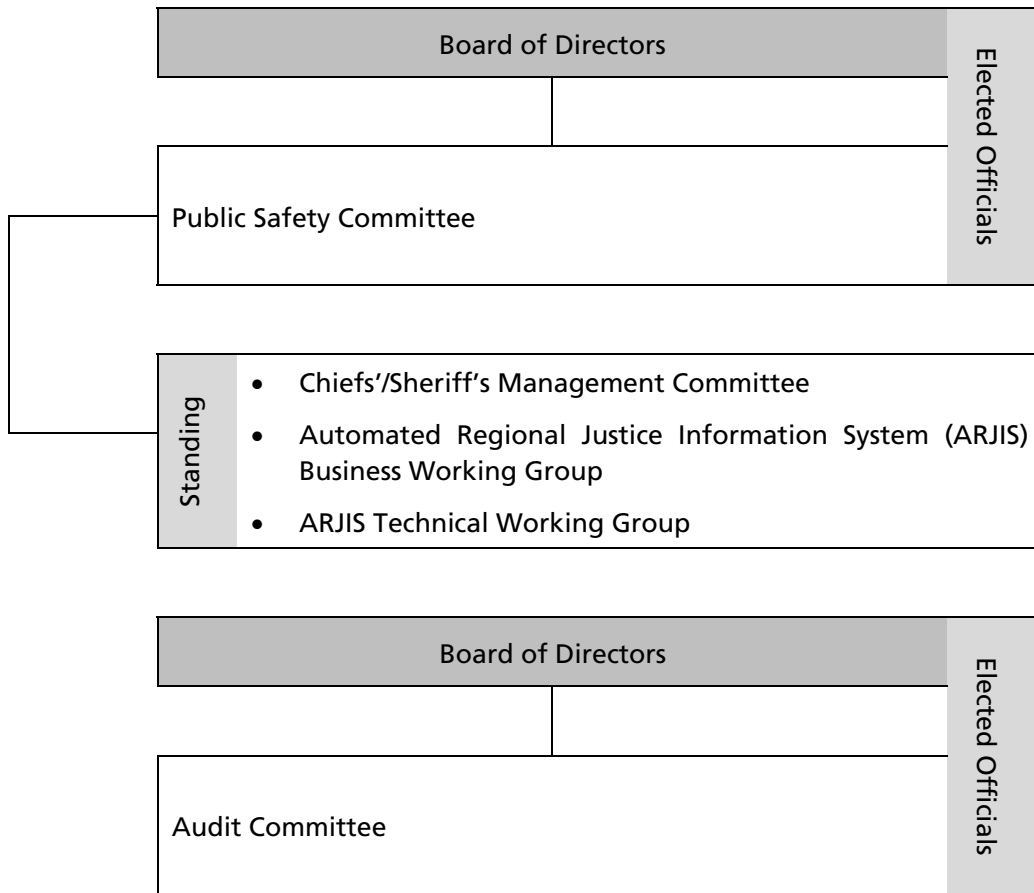 Board of Directors
Elected Officials
Public Safety Committee
Standing
• Chiefs’/Sheriff’s Management Committee
• Automated Regional Justice Information System (ARJIS)
Business Working Group
• ARJIS Technical Working Group
Board of Directors
Elected Officials
Audit Committee